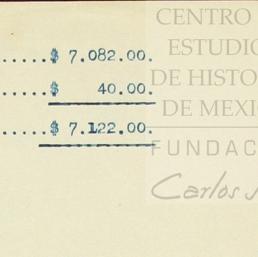 CENTRO
ESTUDIO
DE HISTO
DE MEXIC
FUNDAC
Carlos
.....$ 7.082.00.
.....$ 40.00.
.....$ 7.122.00.